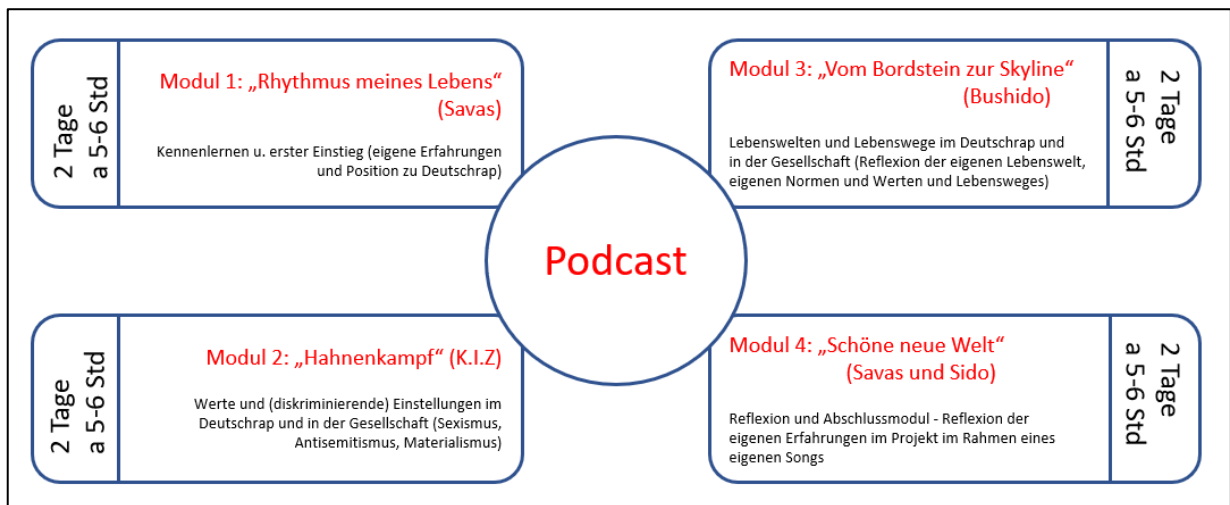 2 Tage
a 5-6 Std
Modul 1: „Rhythmus meines Lebens“
(Savas)
Kennenlernen u. erster Einstieg (eigene Erfahrungen
und Position zu Deutschrap)
Modul 3: „Vom Bordstein zur Skyline“
(Bushido)
Lebenswelten und Lebenswege im Deutschrap und
in der Gesellschaft (Reflexion der eigenen Lebenswelt,
eigenen Normen und Werten und Lebensweges)
2 Tage
a 5-6 Std
Podcast
2 Tage
a 5-6 Std
Modul 2: „Hahnenkampf“ (K.I.Z)
Werte und (diskriminierende) Einstellungen im
Deutschrap und in der Gesellschaft (Sexismus,
Antisemitismus, Materialismus)
Modul 4: „Schöne neue Welt“
(Savas und Sido)
Reflexion und Abschlussmodul - Reflexion der
eigenen Erfahrungen im Projekt im Rahmen eines
eigenen Songs
2 Tage
a 5-6 Std